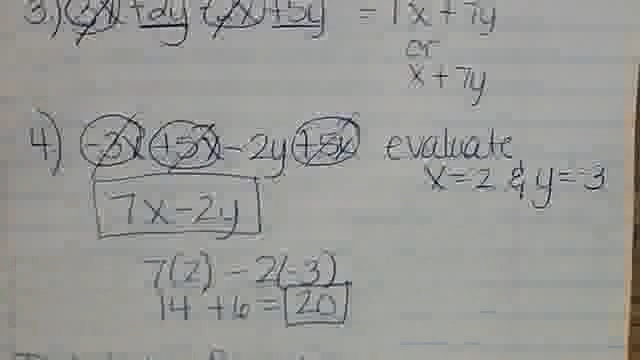 3.) 3x + 2y - 2x + 5y = 1x + 7y
or
x + 7y
4.) -3x + 5x - 2y + 5x evaluate
x = 2 & y = -3
7x - 2y
7(2) - 2(-3)
14 + 6 = 20